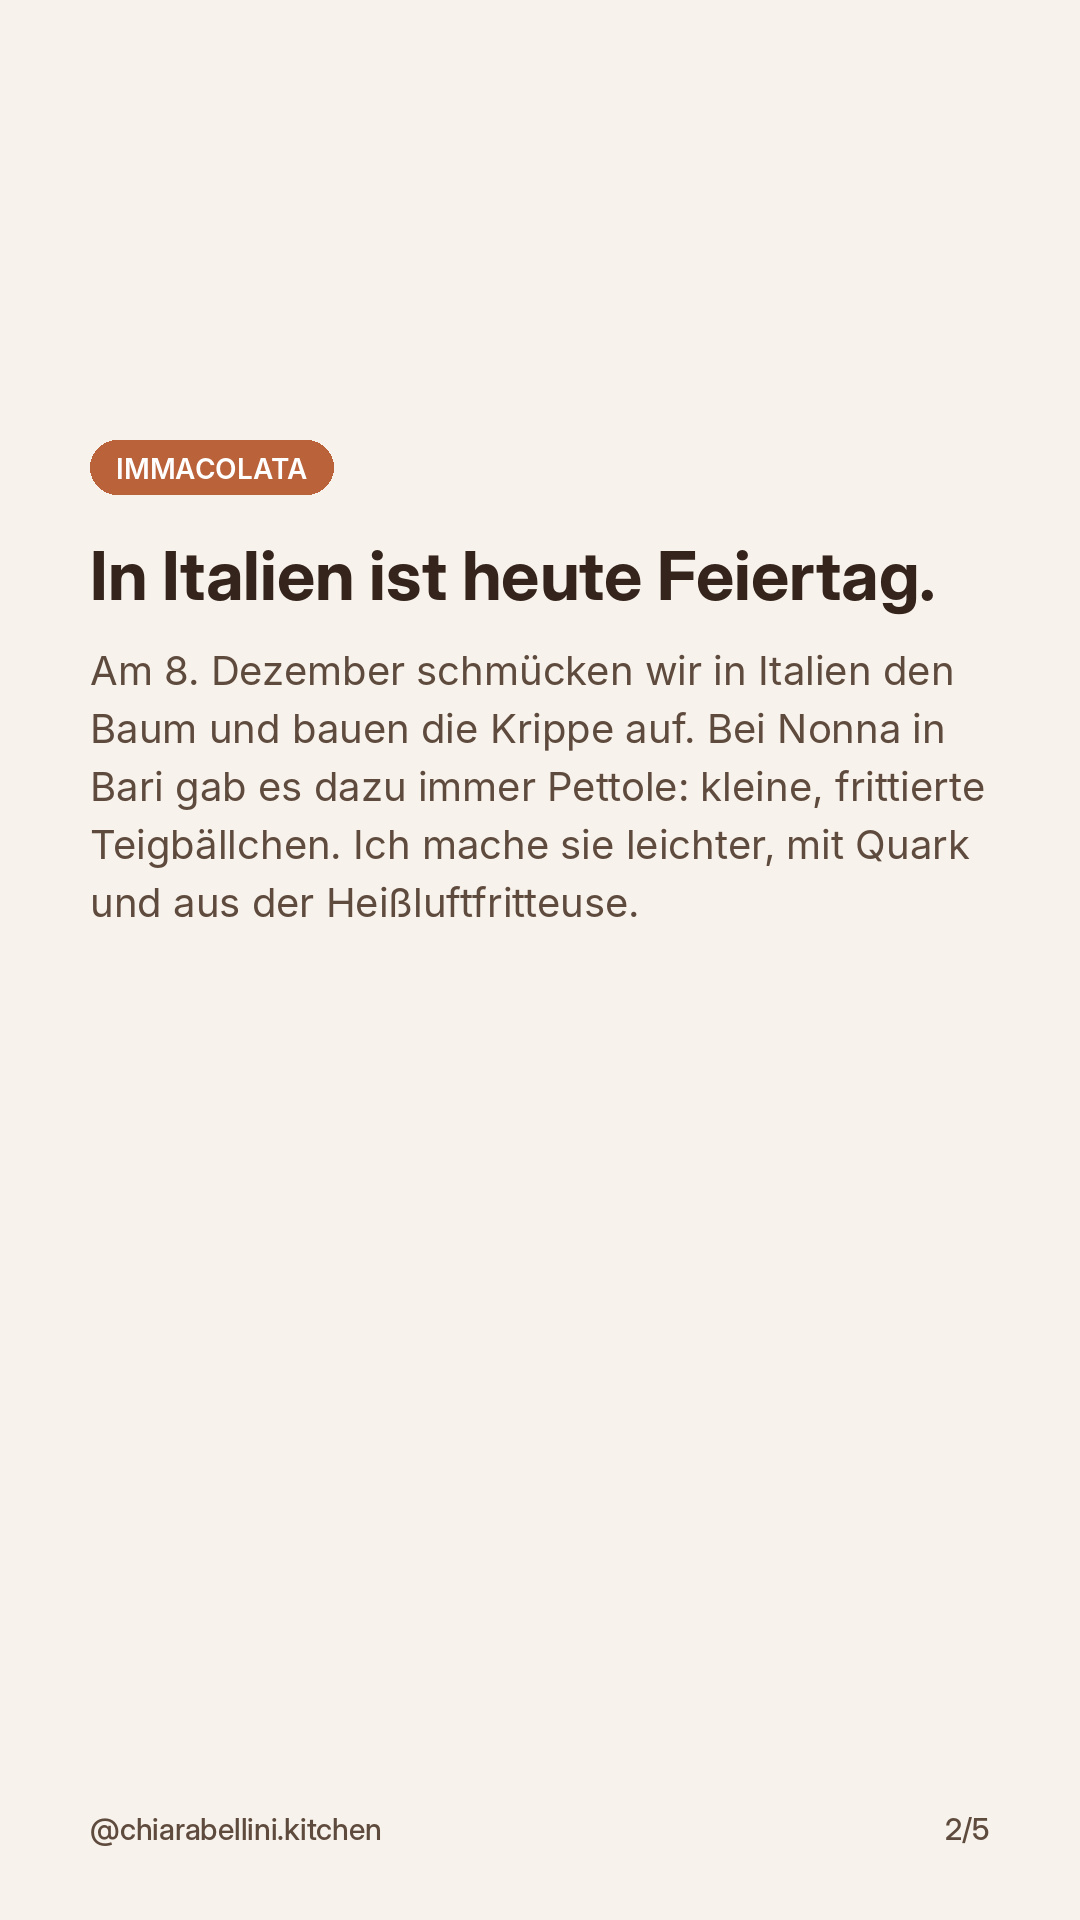 IMMACOLATA
In Italien ist heute Feiertag.
Am 8. Dezember schmücken wir in Italien den
Baum und bauen die Krippe auf. Bei Nonna in
Bari gab es dazu immer Pettole: kleine, frittierte
Teigbällchen. Ich mache sie leichter, mit Quark
und aus der Heißluftfritteuse.
@chiarabellini.kitchen
2/5